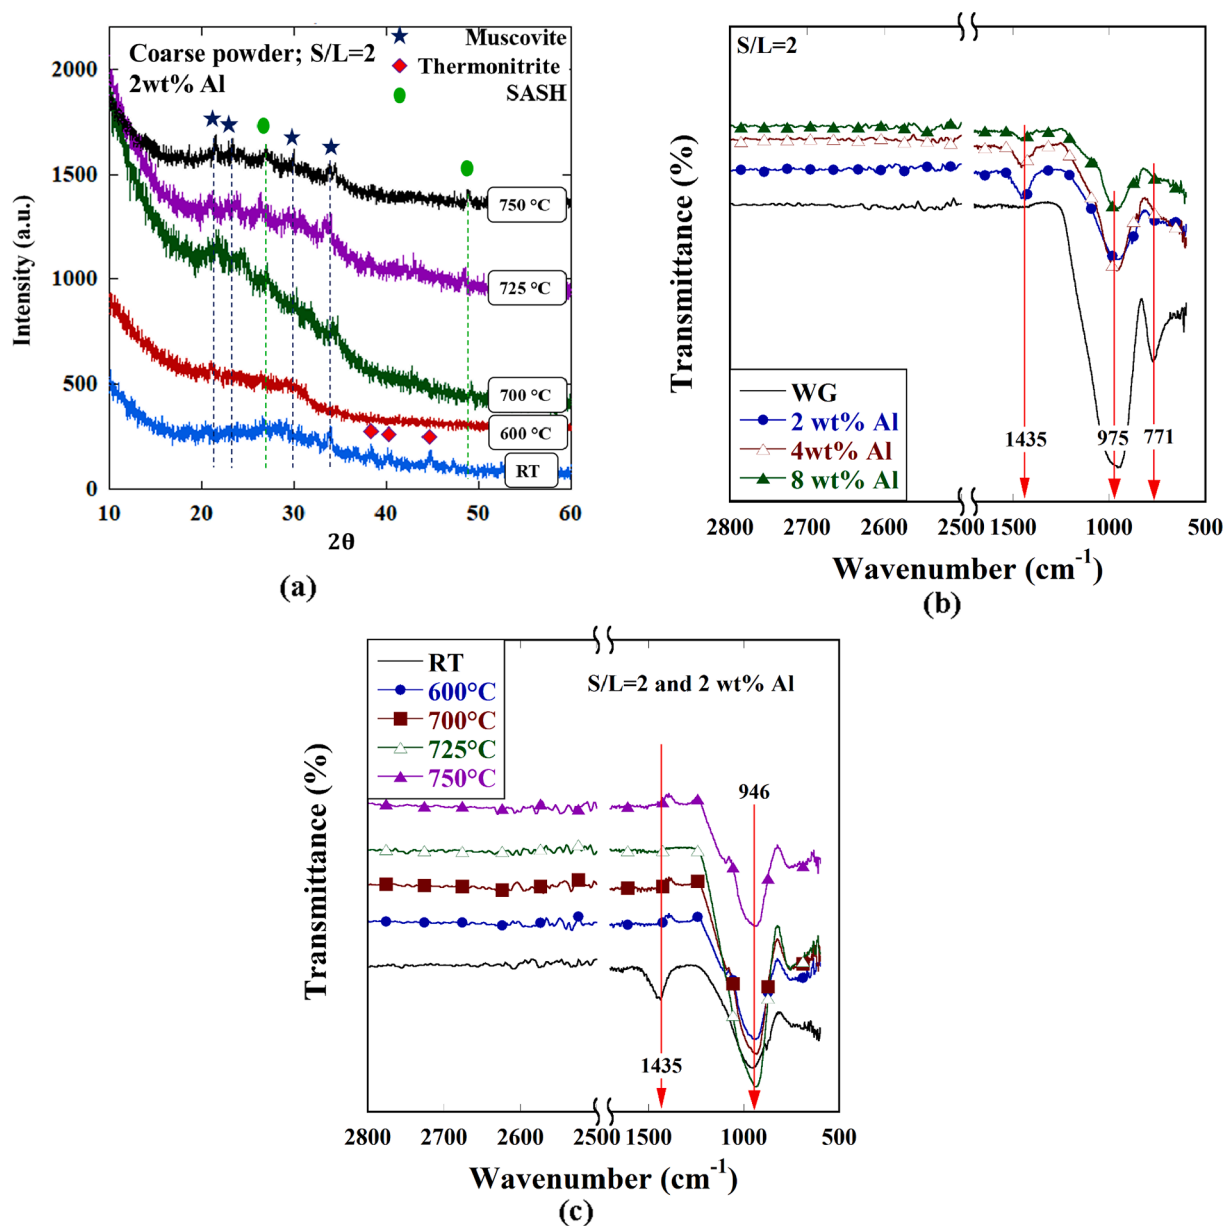 Coarse powder; S/L=2
2wt% Al
Muscovite
Thermonitrite
SASH
2000
1500
1000
500
0
Intensity (a.u.)
750 °C
725 °C
700 °C
600 °C
RT
10 20 30 40 50 60
2θ
(a)
S/L=2
Transmittance (%)
WG
2 wt% Al
4wt% Al
8 wt% Al
1435 975 771
2800 2700 2600 2500 1500 1000 500
Wavenumber (cm-1)
(b)
RT
600°C
700°C
725°C
750°C
S/L=2 and 2 wt% Al
Transmittance (%)
946
1435
2800 2700 2600 2500 1500 1000 500
Wavenumber (cm-1)
(c)